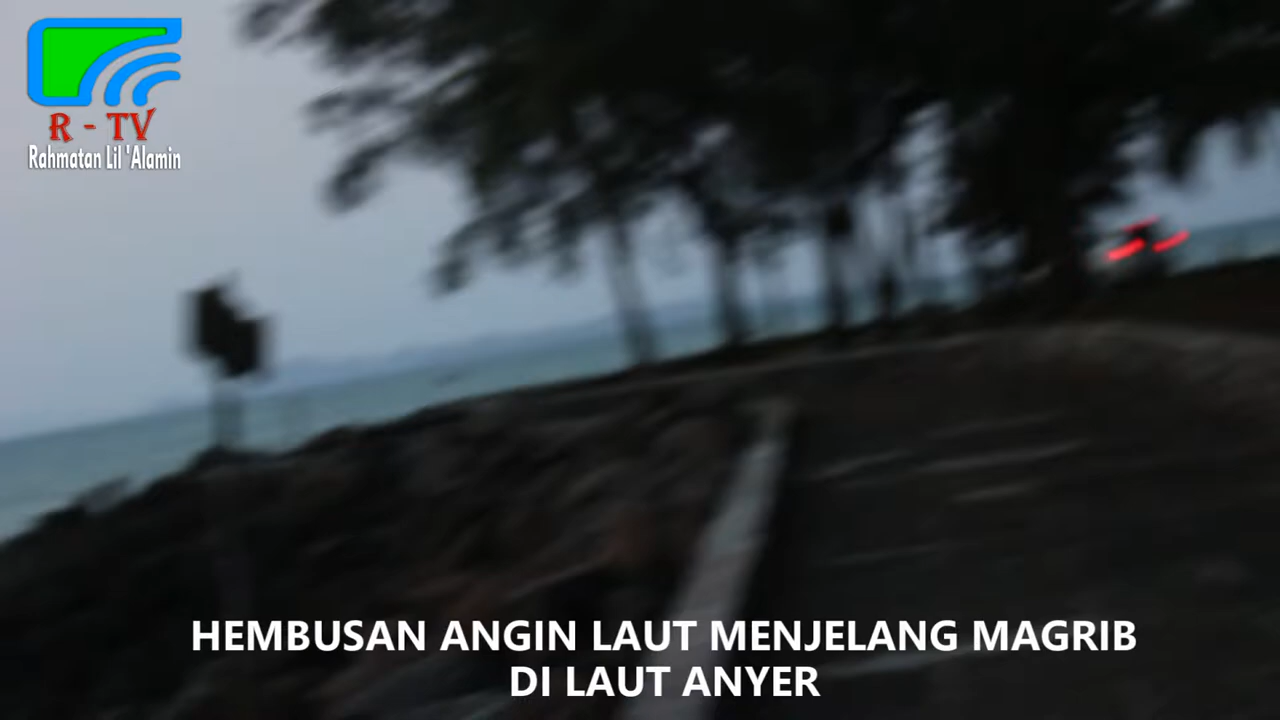 R - TV
Rahmatan Lil 'Alamin
HEMBUSAN ANGIN LAUT MENJELANG MAGRIB
DI LAUT ANYER